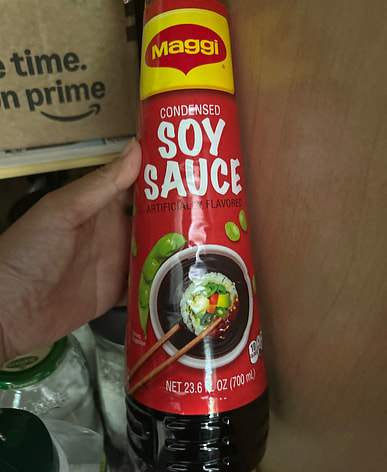 e time.
n prime
Maggi
CONDENSED
SOY
SAUCE
ARTIFICIALLY FLAVORED
NET 23.6 FL OZ (700 mL)